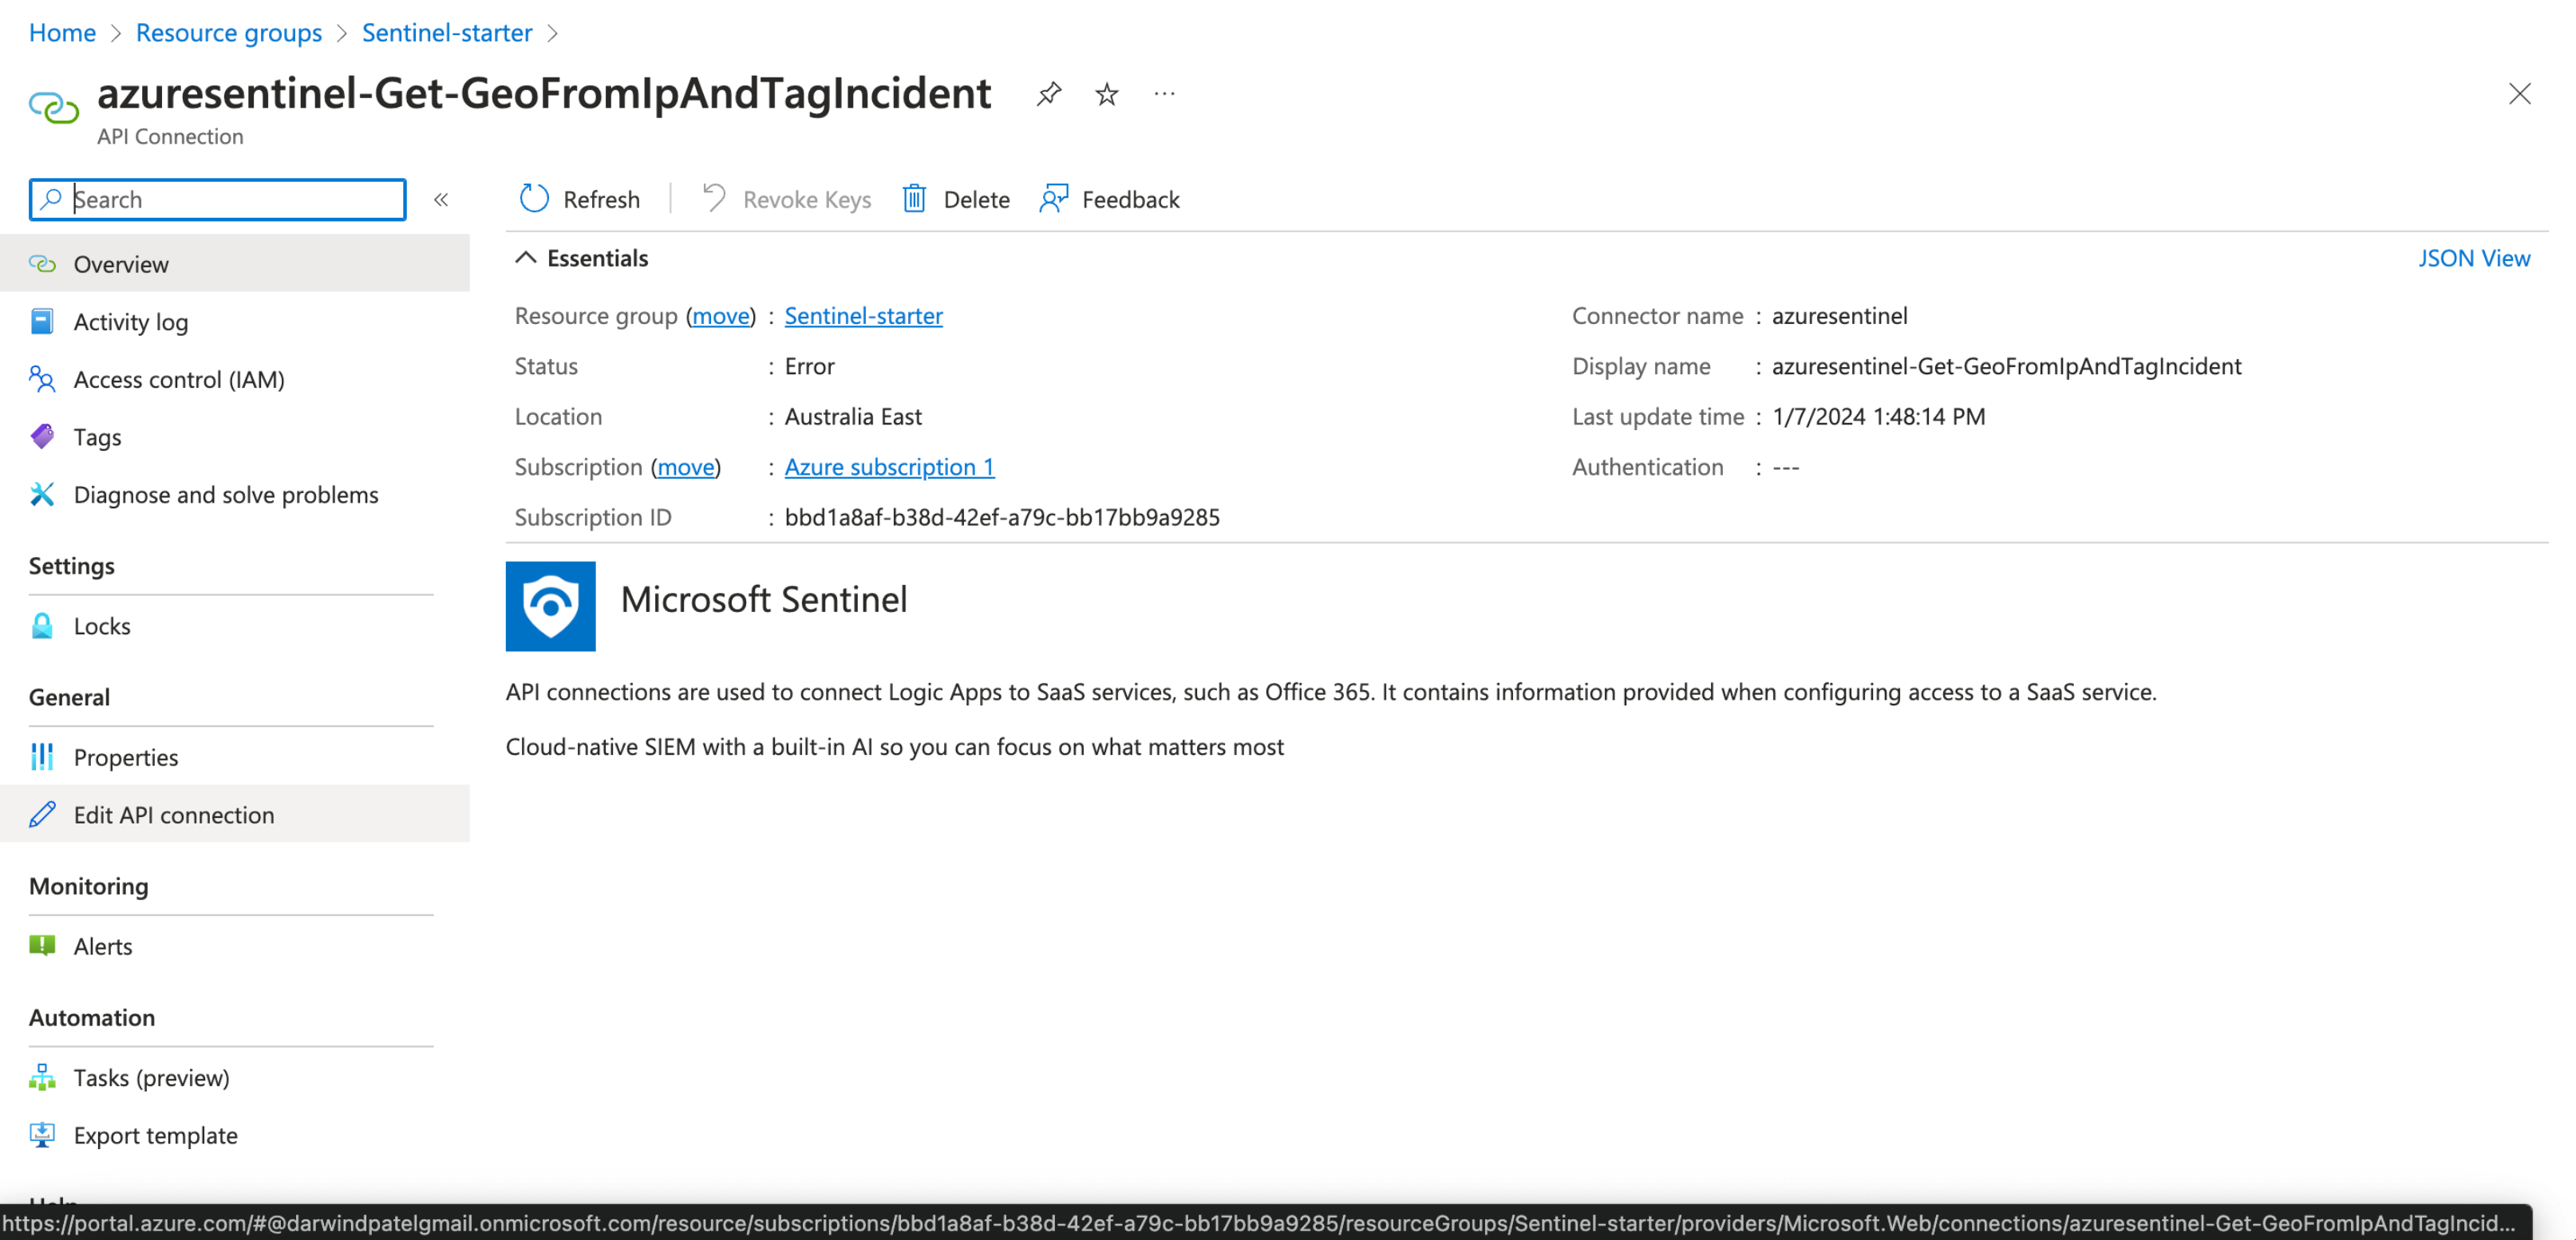 Home > Resource groups > Sentinel-starter >
azuresentinel-Get-GeoFromIpAndTagIncident ...
API Connection
Search «
Overview
Activity log
Access control (IAM)
Tags
Diagnose and solve problems
Settings
Locks
General
Properties
Edit API connection
Monitoring
Alerts
Automation
Tasks (preview)
Export template
Refresh Revoke Keys Delete Feedback
Essentials JSON View
Resource group (move) : Sentinel-starter
Status : Error
Location : Australia East
Subscription (move) : Azure subscription 1
Subscription ID : bbd1a8af-b38d-42ef-a79c-bb17bb9a9285
Connector name : azuresentinel
Display name : azuresentinel-Get-GeoFromIpAndTagIncident
Last update time : 1/7/2024 1:48:14 PM
Authentication : ---
Microsoft Sentinel
API connections are used to connect Logic Apps to SaaS services, such as Office 365. It contains information provided when configuring access to a SaaS service.
Cloud-native SIEM with a built-in AI so you can focus on what matters most
Help
https://portal.azure.com/#@darwindpatelgmail.onmicrosoft.com/resource/subscriptions/bbd1a8af-b38d-42ef-a79c-bb17bb9a9285/resourceGroups/Sentinel-starter/providers/Microsoft.Web/connections/azuresentinel-Get-GeoFromIpAndTagIncid...